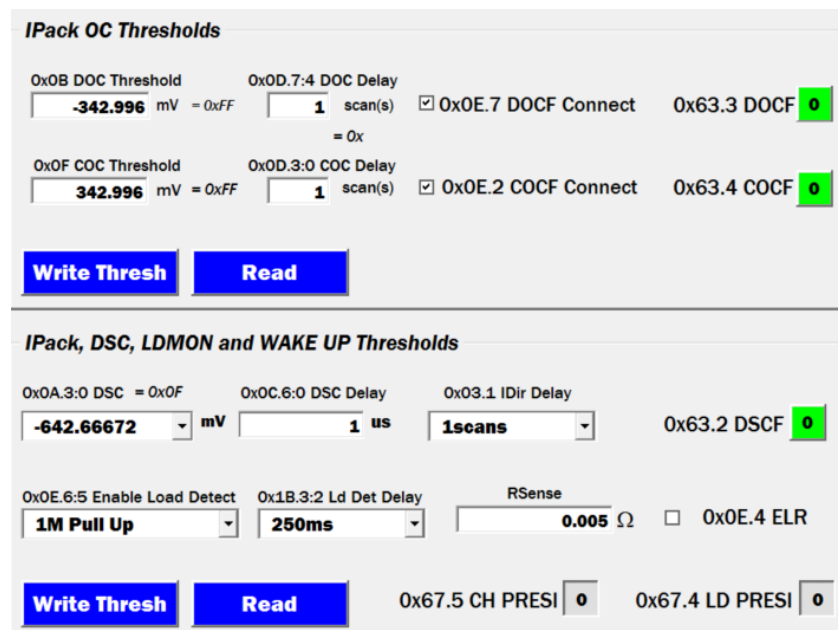 IPack OC Thresholds
0x0B DOC Threshold 0x0D.7:4 DOC Delay
-342.996 mV = 0xFF 1 scan(s) 0x0E.7 DOCF Connect 0x63.3 DOCF 0
= 0x
0x0F COC Threshold 0x0D.3:0 COC Delay
342.996 mV = 0xFF 1 scan(s) 0x0E.2 COCF Connect 0x63.4 COCF 0
Write Thresh Read
IPack, DSC, LDMON and WAKE UP Thresholds
0x0A.3:0 DSC = 0x0F 0x0C.6:0 DSC Delay 0x03.1 IDir Delay
-642.66672 mV 1 us 1scans 0x63.2 DSCF 0
0x0E.6:5 Enable Load Detect 0x1B.3:2 Ld Det Delay RSense
1M Pull Up 250ms 0.005 Ω 0x0E.4 ELR
Write Thresh Read 0x67.5 CH PRESI 0 0x67.4 LD PRESI 0